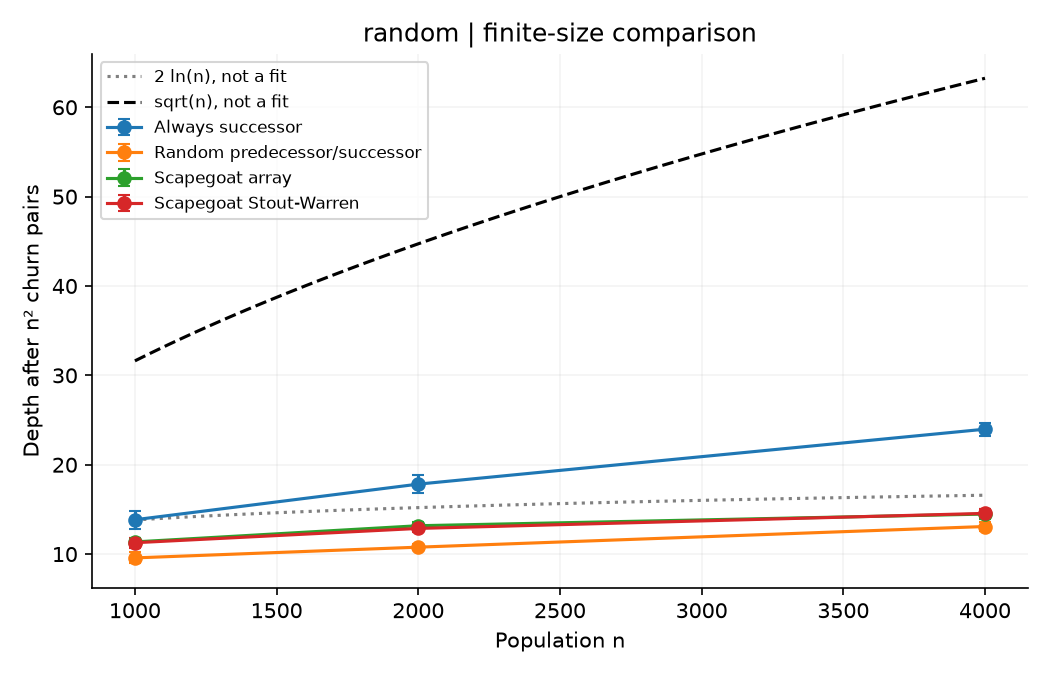 random | finite-size comparison
2 ln(n), not a fit
sqrt(n), not a fit
Always successor
Random predecessor/successor
Scapegoat array
Scapegoat Stout-Warren
Depth after n² churn pairs
60
50
40
30
20
10
1000
1500
2000
2500
3000
3500
4000
Population n